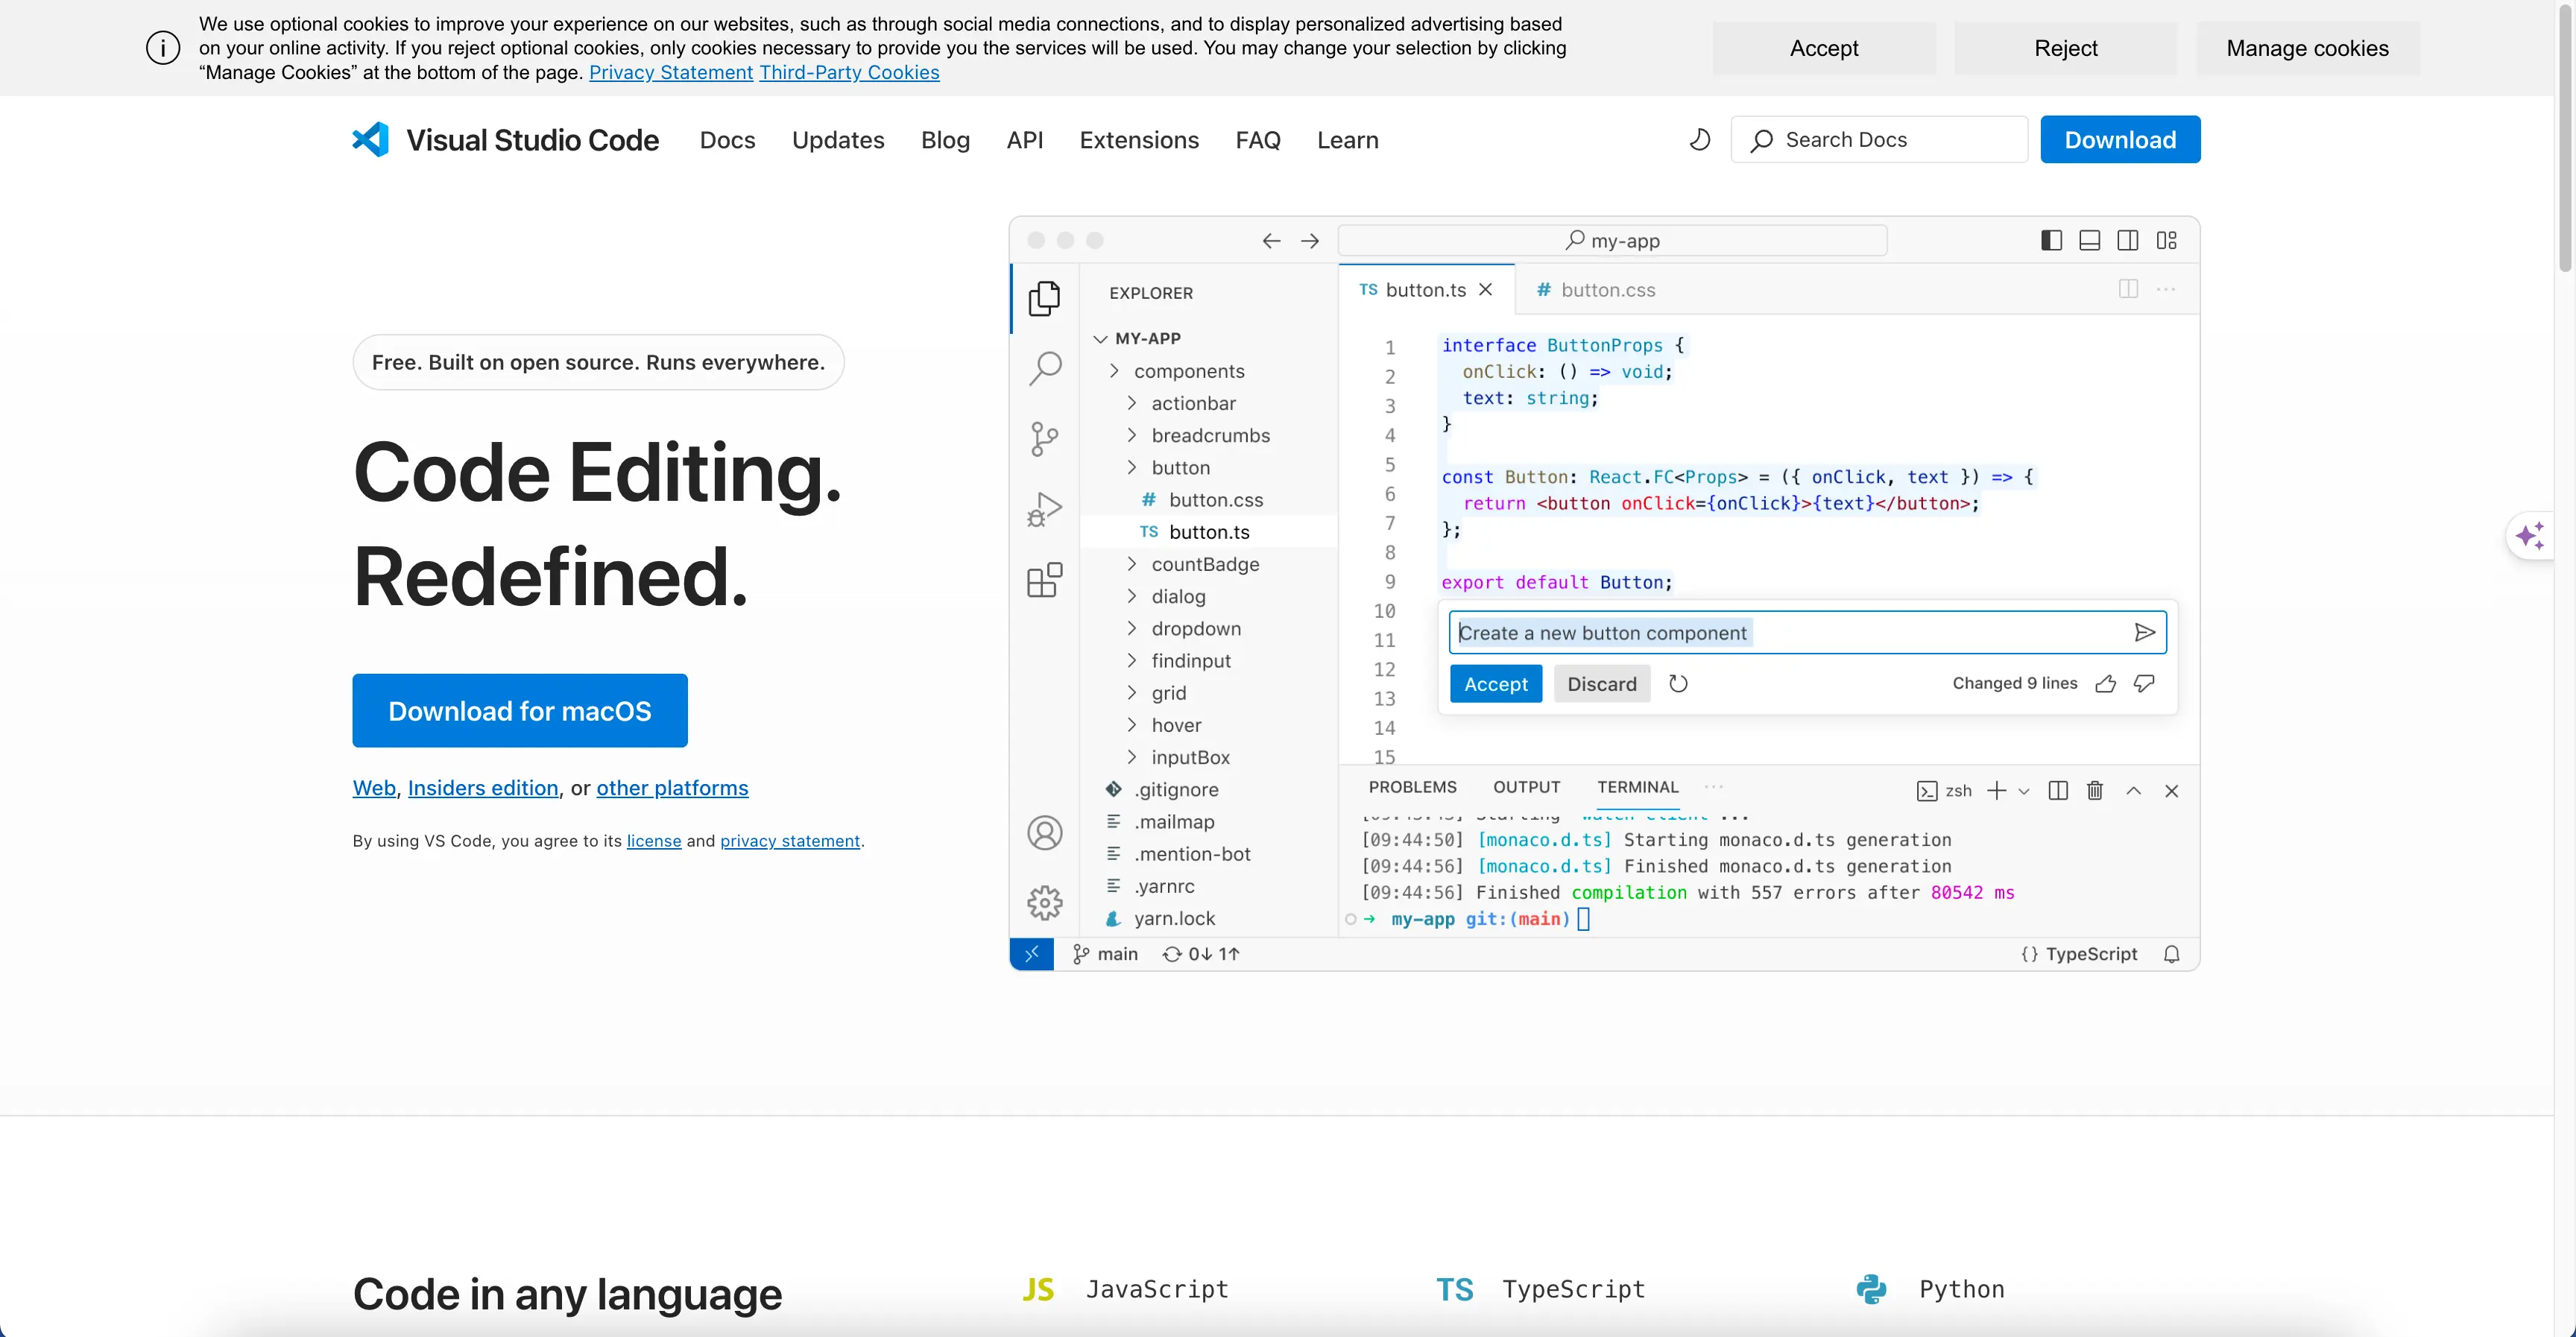 We use optional cookies to improve your experience on our websites, such as through social media connections, and to display personalized advertising based
on your online activity. If you reject optional cookies, only cookies necessary to provide you the services will be used. You may change your selection by clicking
“Manage Cookies” at the bottom of the page. Privacy Statement Third-Party Cookies
Accept
Reject
Manage cookies
Visual Studio Code
Docs
Updates
Blog
API
Extensions
FAQ
Learn
Search Docs
Download
Free. Built on open source. Runs everywhere.
Code Editing.
Redefined.
Download for macOS
Web, Insiders edition, or other platforms
By using VS Code, you agree to its license and privacy statement.
my-app
EXPLORER
MY-APP
components
actionbar
breadcrumbs
button
# button.css
TS button.ts
countBadge
dialog
dropdown
findinput
grid
hover
inputBox
.gitignore
.mailmap
.mention-bot
.yarnrc
yarn.lock
TS button.ts
# button.css
1 interface ButtonProps {
2 onClick: () => void;
3 text: string;
4 }
5
6 const Button: React.FC<Props> = ({ onClick, text }) => {
7 return <button onClick={onClick}>{text}</button>;
8 };
9 export default Button;
10
11
12
13
14
15
Create a new button component
Accept
Discard
Changed 9 lines
PROBLEMS
OUTPUT
TERMINAL
zsh
Starting watch-client ...
[09:44:50] [monaco.d.ts] Starting monaco.d.ts generation
[09:44:56] [monaco.d.ts] Finished monaco.d.ts generation
[09:44:56] Finished compilation with 557 errors after 80542 ms
my-app git:(main)
main
0↓ 1↑
{} TypeScript
Code in any language
JS JavaScript
TS TypeScript
Python